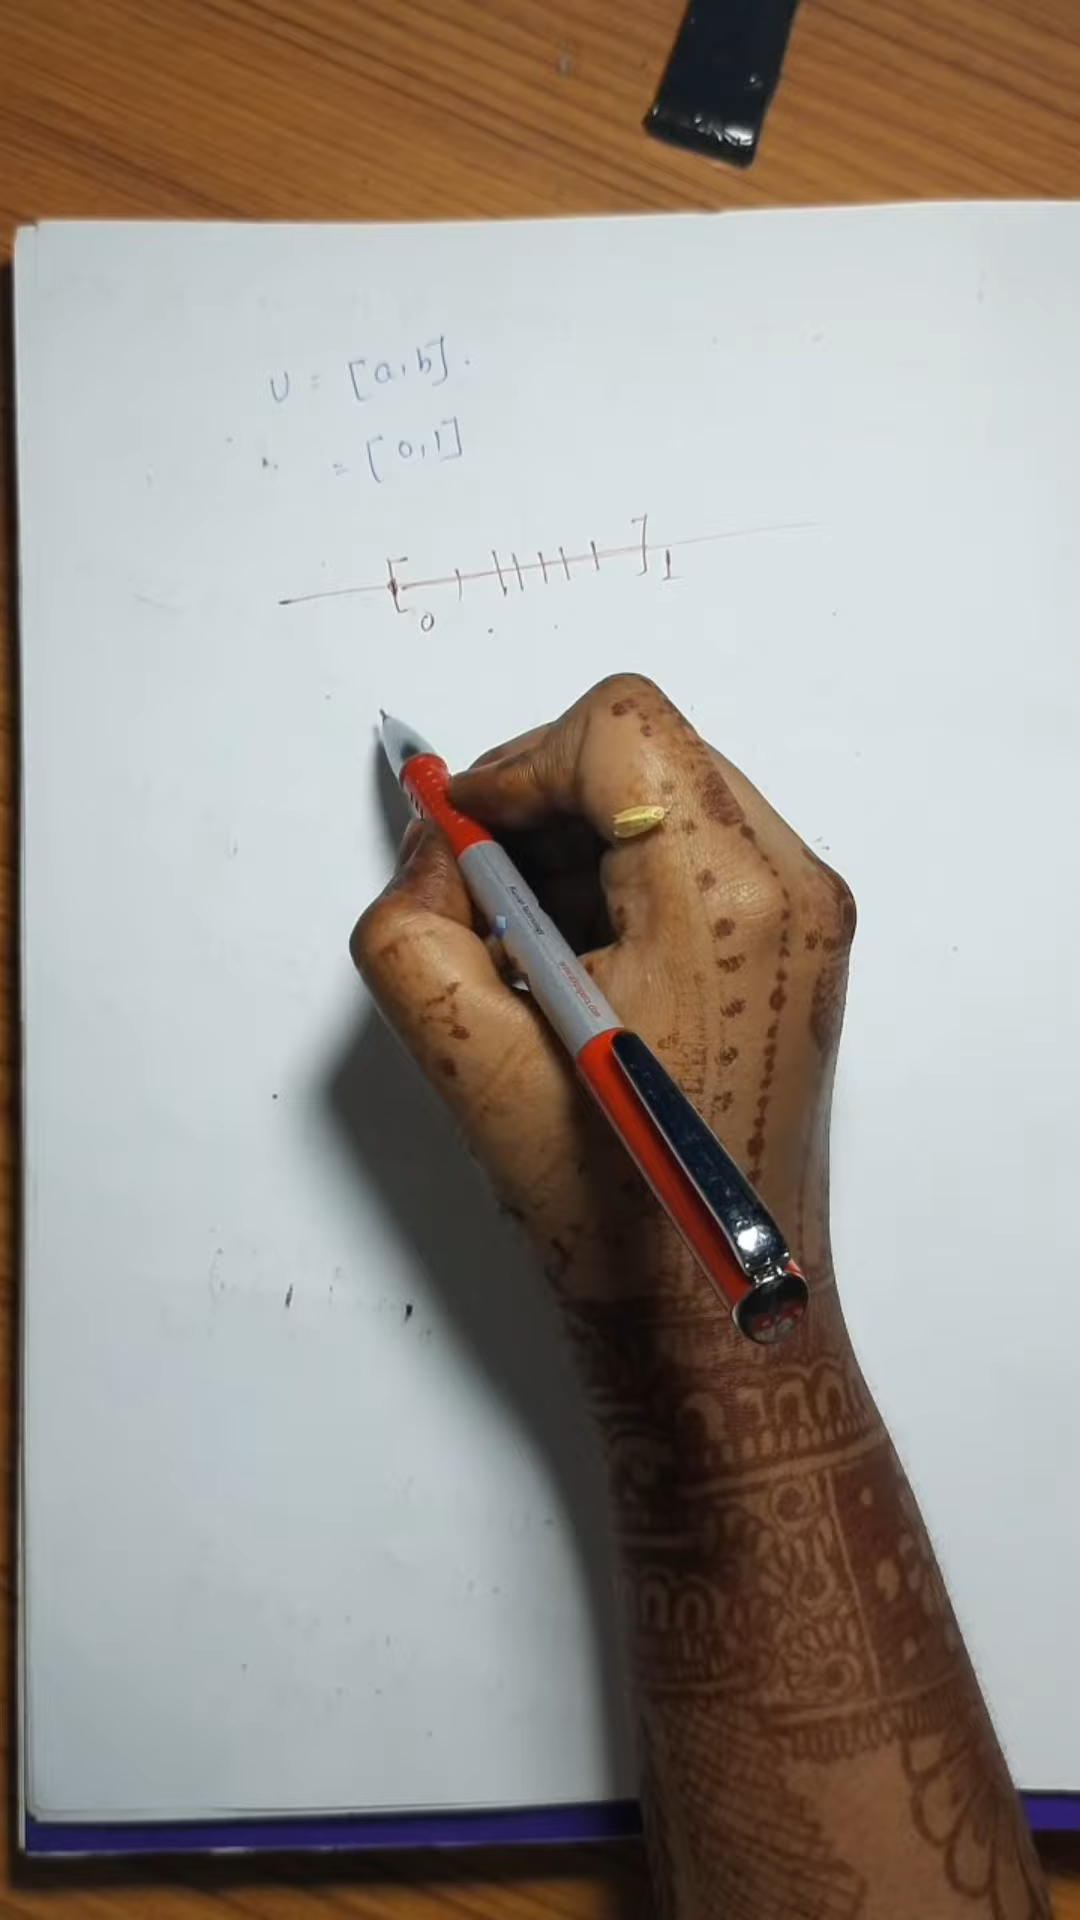 U = [a,b].
= [0,1]
[ ]
0 1